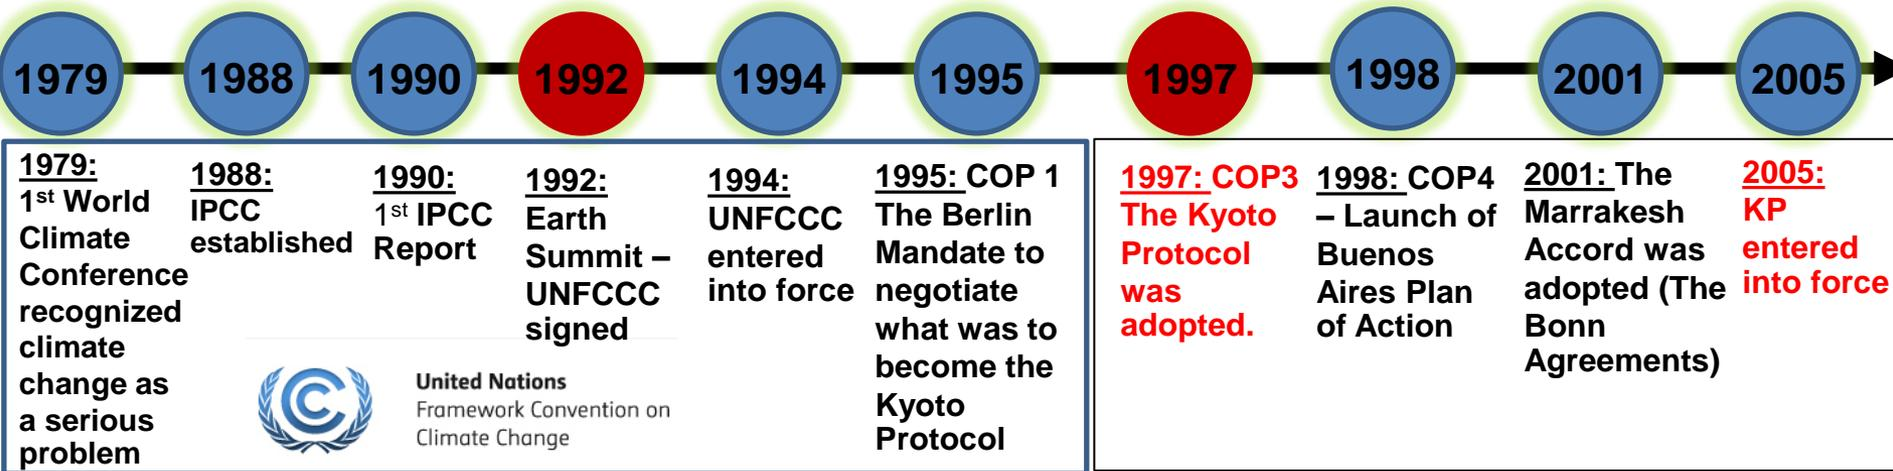 1979
1988
1990
1992
1994
1995
1997
1998
2001
2005
1979:
1st World
Climate
Conference
recognized
climate
change as
a serious
problem
1988:
IPCC
established
1990:
1st IPCC
Report
1992:
Earth
Summit –
UNFCCC
signed
1994:
UNFCCC
entered
into force
1995: COP 1
The Berlin
Mandate to
negotiate
what was to
become the
Kyoto
Protocol
1997: COP3
The Kyoto
Protocol
was
adopted.
1998: COP4
– Launch of
Buenos
Aires Plan
of Action
2001: The
Marrakesh
Accord was
adopted (The
Bonn
Agreements)
2005:
KP
entered
into force
United Nations
Framework Convention on
Climate Change